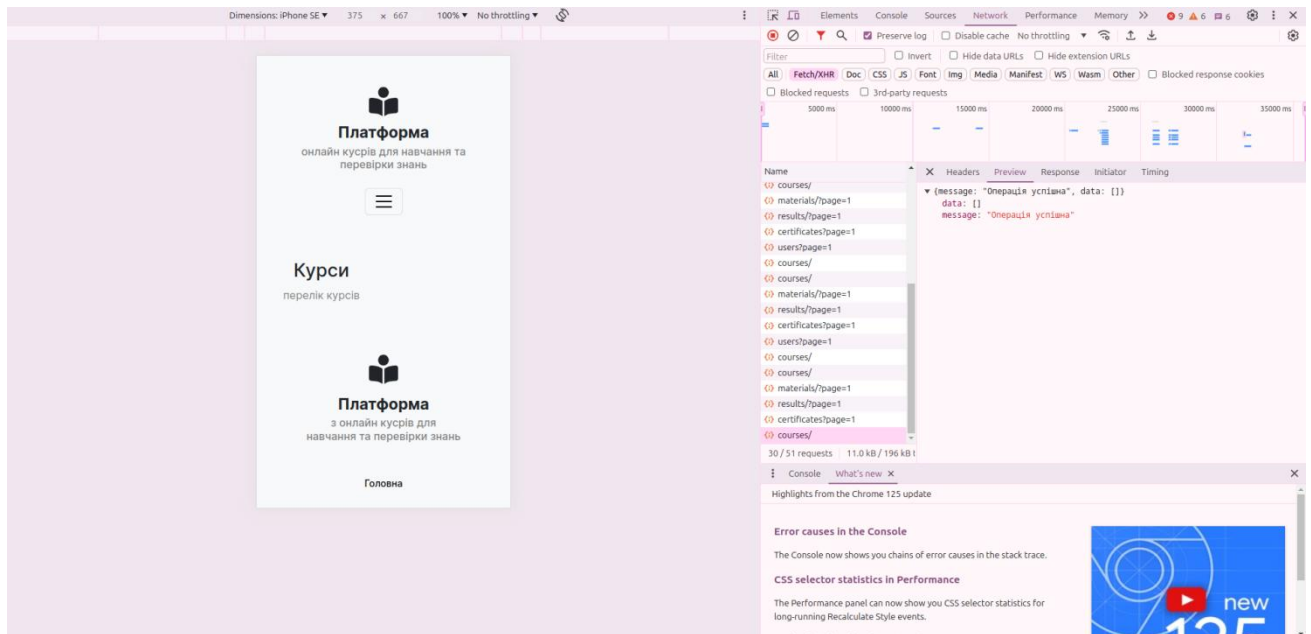 Dimensions: iPhone SE ▼ 375 x 667 100% ▼ No throttling ▼
Elements Console Sources Network Performance Memory 9 6 6
Preserve log Disable cache No throttling ▼
Filter Invert Hide data URLs Hide extension URLs
All Fetch/XHR Doc CSS JS Font Img Media Manifest WS Wasm Other Blocked response cookies
Blocked requests 3rd-party requests
5000 ms 10000 ms 15000 ms 20000 ms 25000 ms 30000 ms 35000 ms
Платформа
онлайн кусрів для навчання та
перевірки знань
Курси
перелік курсів
Платформа
з онлайн кусрів для
навчання та перевірки знань
Головна
Name
courses/
materials/?page=1
results/?page=1
certificates?page=1
users?page=1
courses/
courses/
materials/?page=1
results/?page=1
certificates?page=1
users?page=1
courses/
courses/
materials/?page=1
results/?page=1
certificates?page=1
courses/
30 / 51 requests 11.0 kB / 196 kB t
Headers Preview Response Initiator Timing
▼ {message: "Операція успішна", data: []}
data: []
message: "Операція успішна"
Console What's new
Highlights from the Chrome 125 update
Error causes in the Console
The Console now shows you chains of error causes in the stack trace.
CSS selector statistics in Performance
The Performance panel can now show you CSS selector statistics for
long-running Recalculate Style events.
new
125